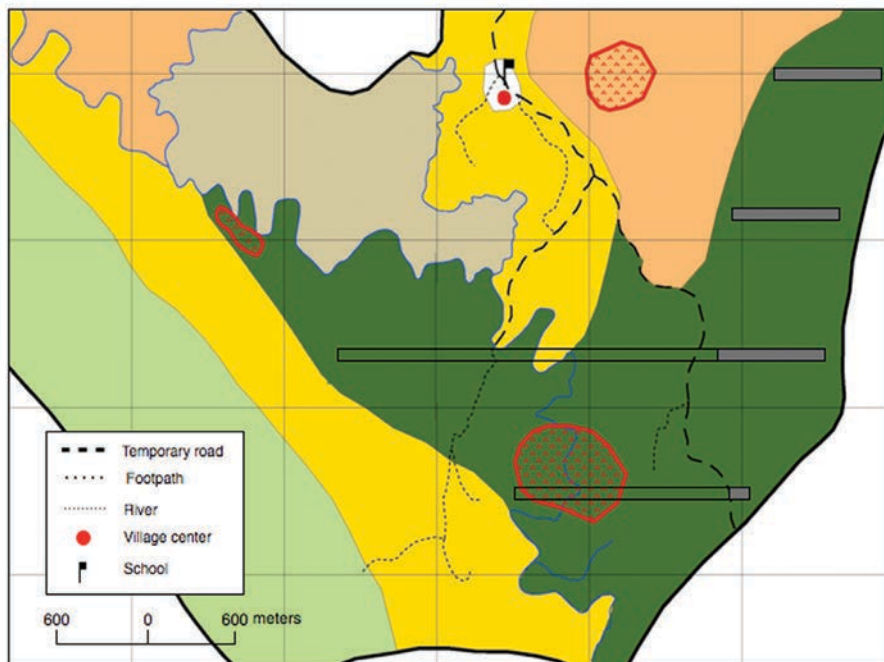 Temporary road
Footpath
River
Village center
School
600 0 600 meters